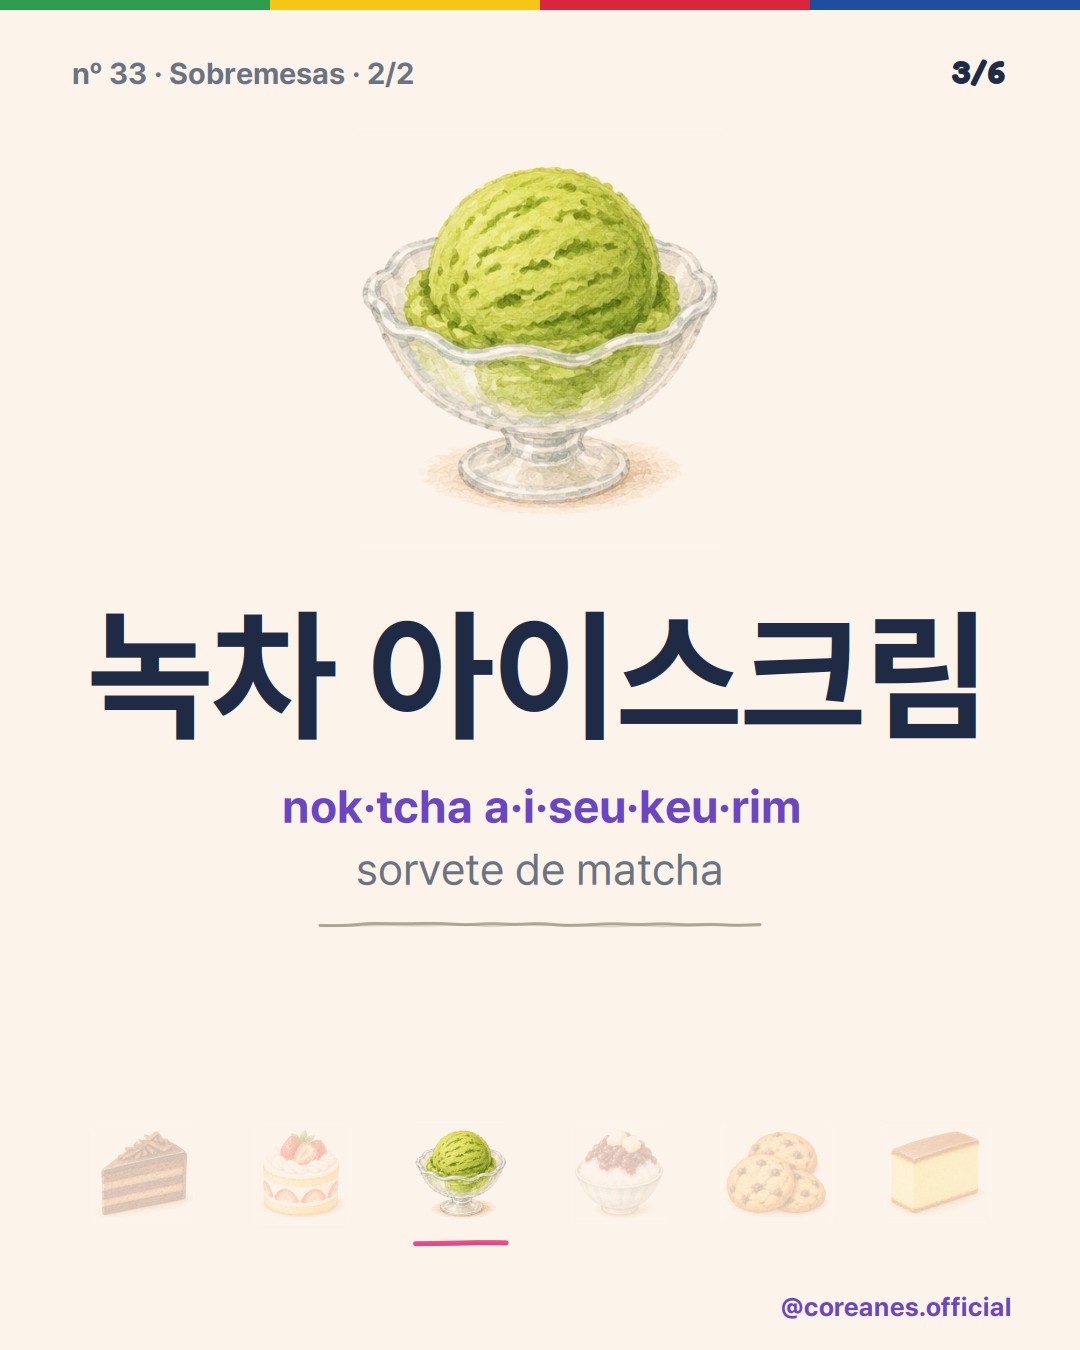 nº 33 · Sobremesas · 2/2
3/6
녹차 아이스크림
nok·tcha a·i·seu·keu·rim
sorvete de matcha
@coreanes.official